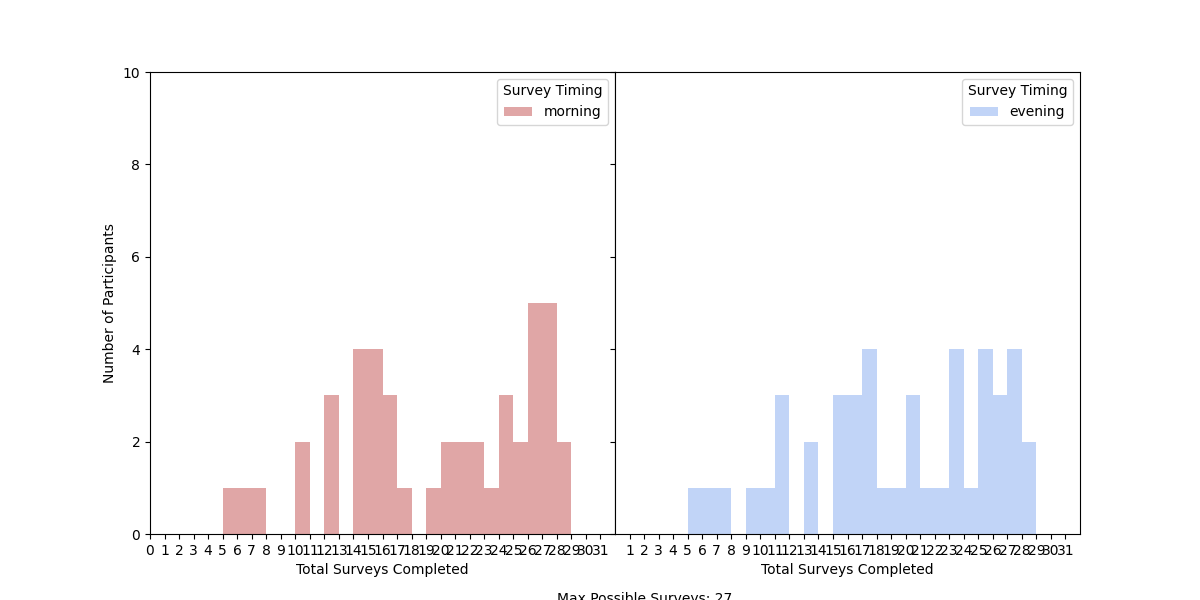 10
8
6
4
2
0
Number of Participants
Survey Timing
morning
0 1 2 3 4 5 6 7 8 9 10 11 12 13 14 15 16 17 18 19 20 21 22 23 24 25 26 27 28 29 30 31
Total Surveys Completed
Survey Timing
evening
1 2 3 4 5 6 7 8 9 10 11 12 13 14 15 16 17 18 19 20 21 22 23 24 25 26 27 28 29 30 31
Total Surveys Completed
Max Possible Surveys: 27